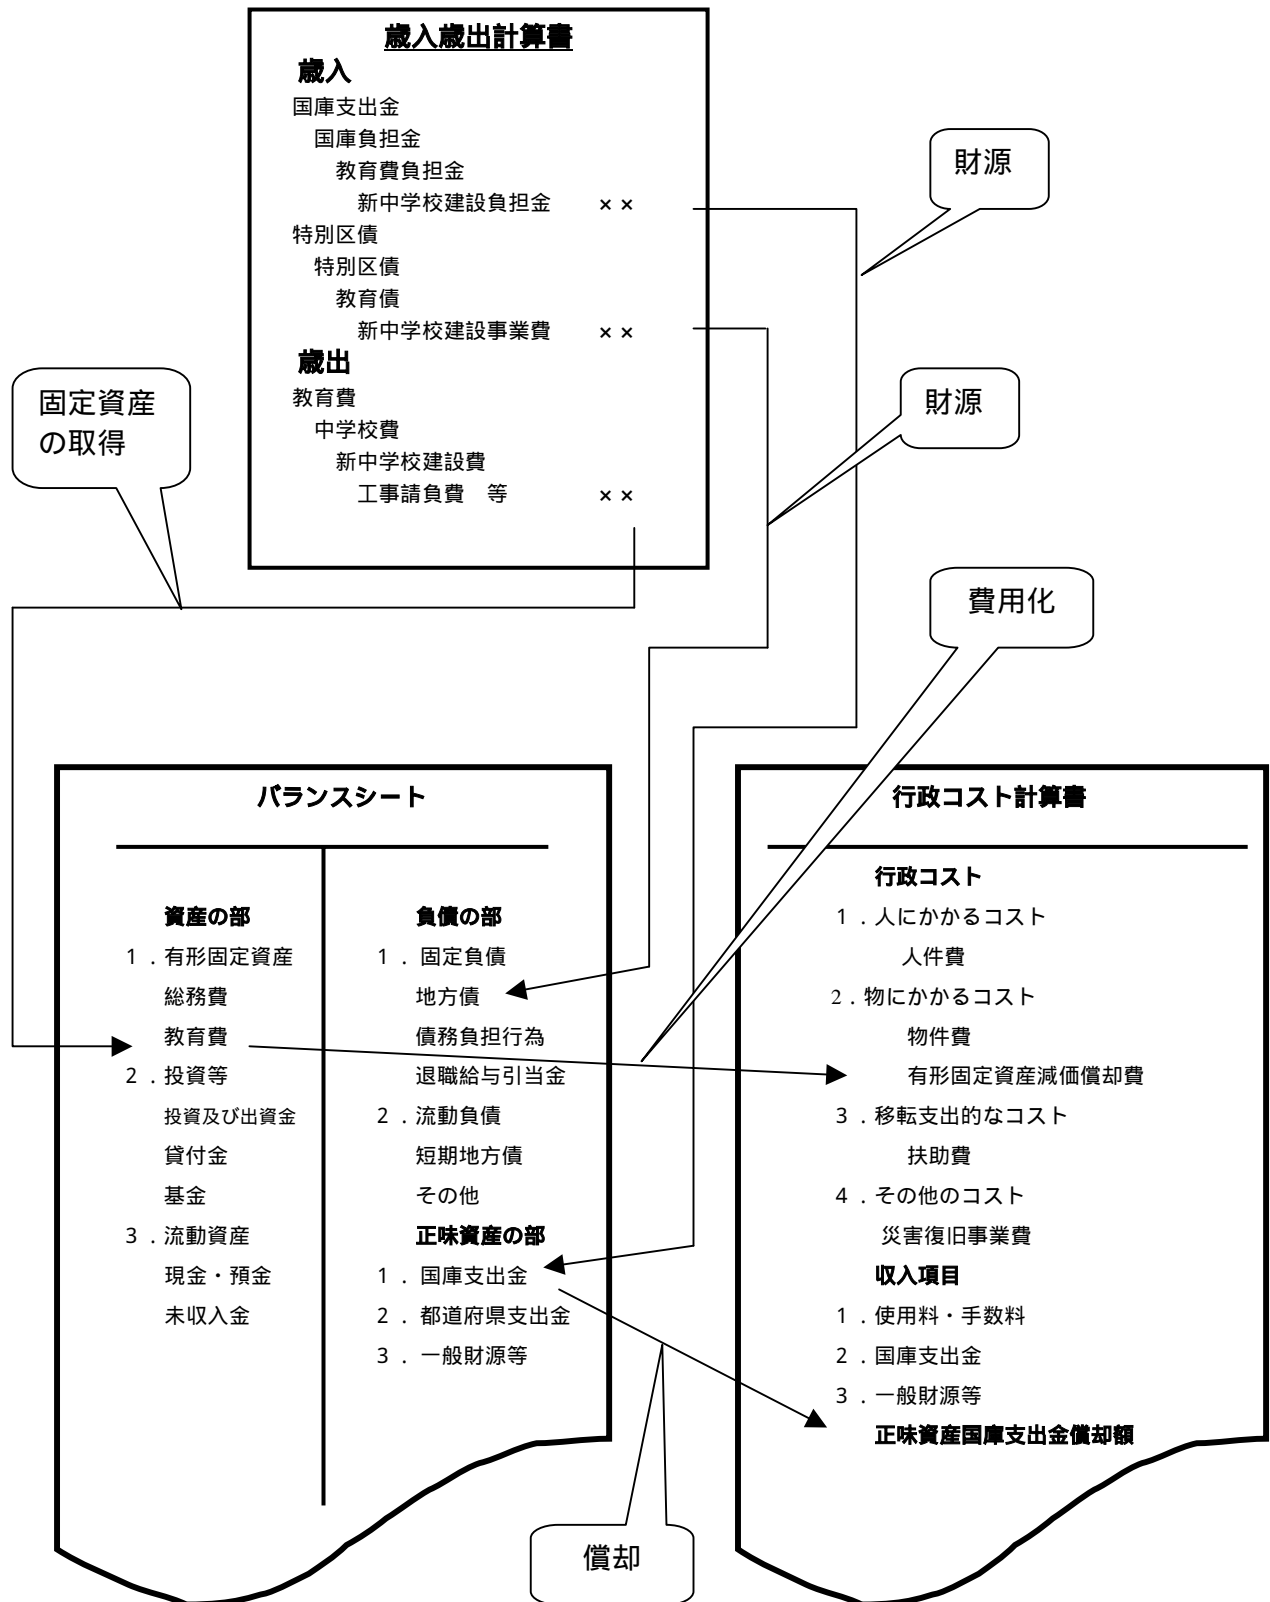 歳入歳出計算書
歳入
国庫支出金
国庫負担金
教育費負担金
新中学校建設負担金 ××
特別区債
特別区債
教育債
新中学校建設事業費 ××
歳出
教育費
中学校費
新中学校建設費
工事請負費 等 ××
財源
財源
固定資産
の取得
費用化
バランスシート
資産の部
1.有形固定資産
総務費
教育費
2.投資等
投資及び出資金
貸付金
基金
3.流動資産
現金・預金
未収入金
負債の部
1.固定負債
地方債
債務負担行為
退職給与引当金
2.流動負債
短期地方債
その他
正味資産の部
1.国庫支出金
2.都道府県支出金
3.一般財源等
行政コスト計算書
行政コスト
1.人にかかるコスト
人件費
2.物にかかるコスト
物件費
有形固定資産減価償却費
3.移転支出的なコスト
扶助費
4.その他のコスト
災害復旧事業費
収入項目
1.使用料・手数料
2.国庫支出金
3.一般財源等
正味資産国庫支出金償却額
償却